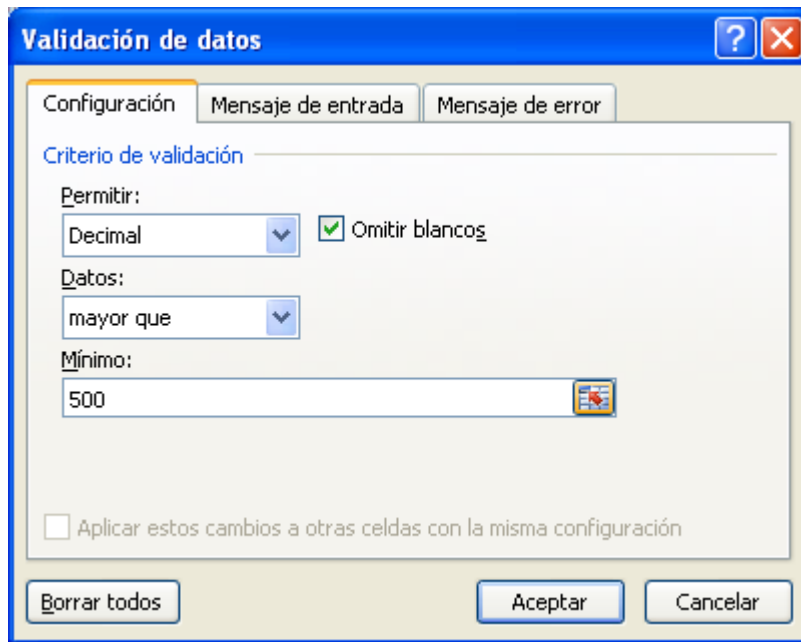 Validación de datos
Configuración Mensaje de entrada Mensaje de error
Criterio de validación
Permitir:
Decimal Omitir blancos
Datos:
mayor que
Mínimo:
500
Aplicar estos cambios a otras celdas con la misma configuración
Borrar todos Aceptar Cancelar